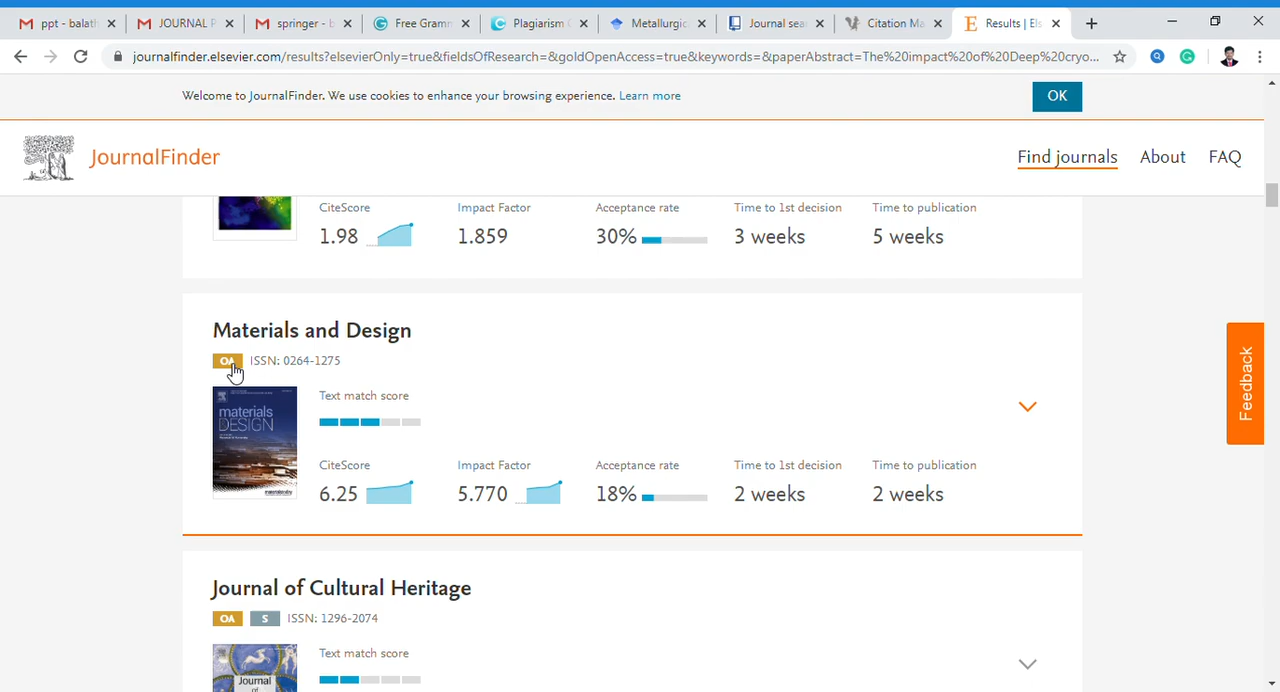 ppt - balath
JOURNAL P
springer - b
Free Gramm
Plagiarism C
Metallurgic
Journal sea
Citation Ma
Results | Els
journalfinder.elsevier.com/results?elsevierOnly=true&fieldsOfResearch=&goldOpenAccess=true&keywords=&paperAbstract=The%20impact%20of%20Deep%20cryo...
Welcome to JournalFinder. We use cookies to enhance your browsing experience. Learn more
OK
JournalFinder
Find journals
About
FAQ
CiteScore
Impact Factor
Acceptance rate
Time to 1st decision
Time to publication
1.98
1.859
30%
3 weeks
5 weeks
Materials and Design
OA ISSN: 0264-1275
materials
DESIGN
Text match score
CiteScore
Impact Factor
Acceptance rate
Time to 1st decision
Time to publication
6.25
5.770
18%
2 weeks
2 weeks
Journal of Cultural Heritage
OA S ISSN: 1296-2074
Journal
of
Text match score
Feedback